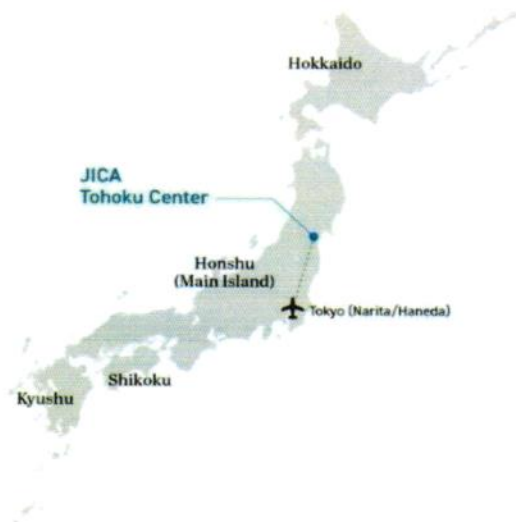 Hokkaido
JICA
Tohoku Center
Honshu
(Main Island)
Tokyo (Narita/Haneda)
Shikoku
Kyushu